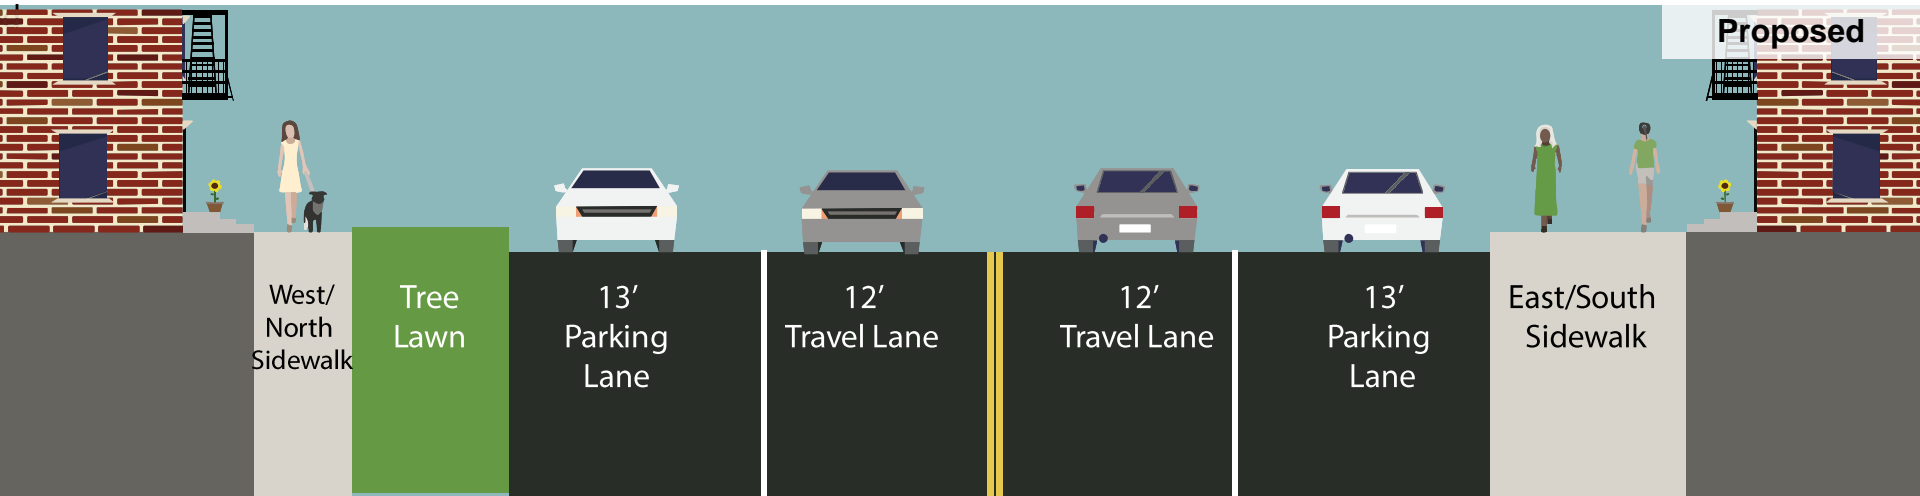 Proposed
West/
North
Sidewalk
Tree
Lawn
13’
Parking
Lane
12’
Travel Lane
12’
Travel Lane
13’
Parking
Lane
East/South
Sidewalk